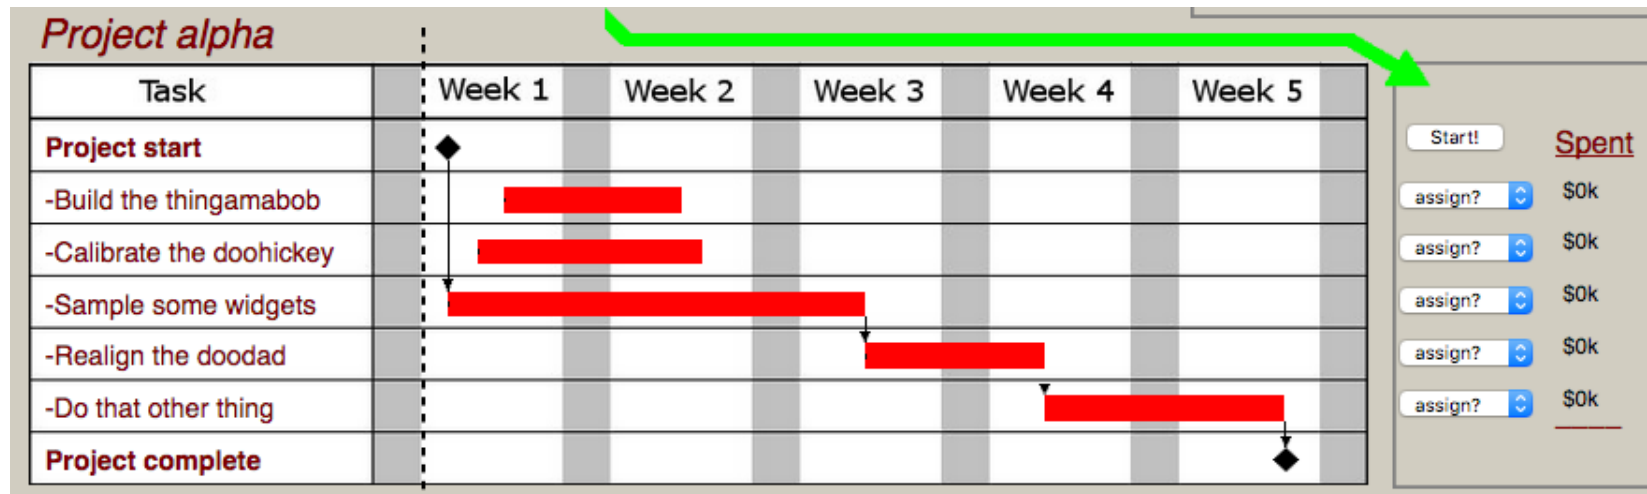 Project alpha
Task Week 1 Week 2 Week 3 Week 4 Week 5
Project start Start! Spent
-Build the thingamabob assign? $0k
-Calibrate the doohickey assign? $0k
-Sample some widgets assign? $0k
-Realign the doodad assign? $0k
-Do that other thing assign? $0k
Project complete